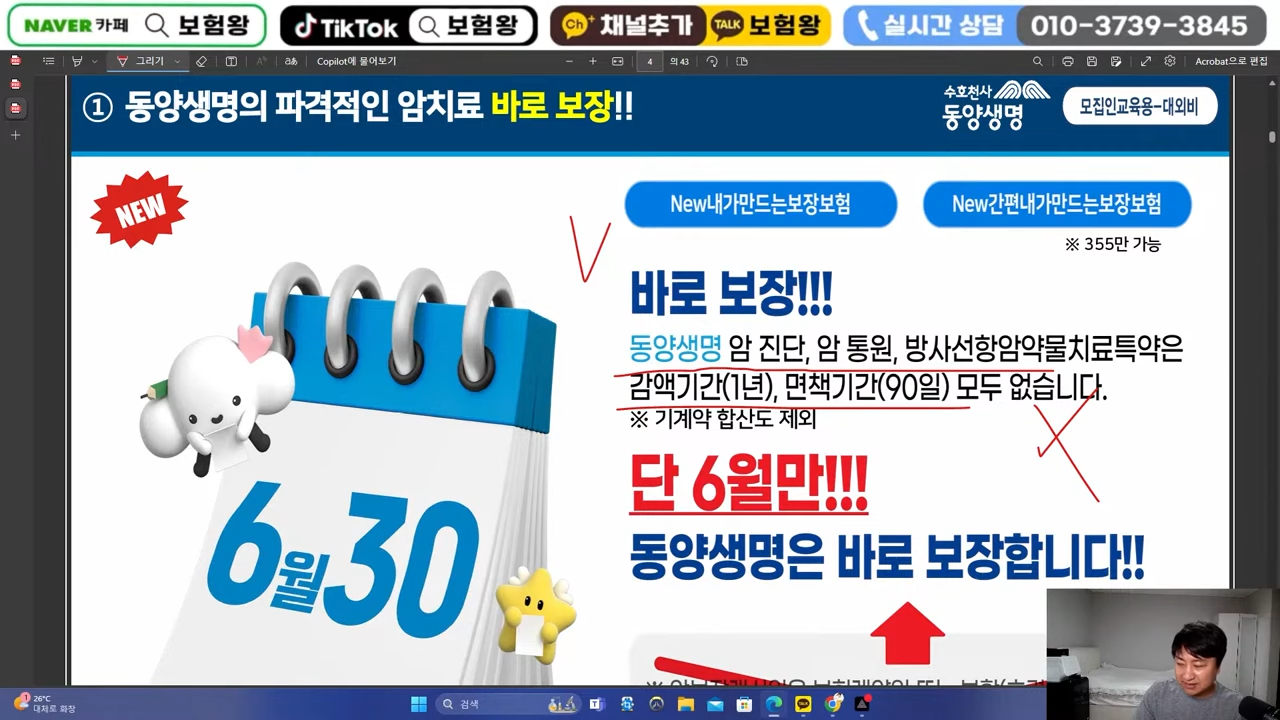 NAVER 카페 보험왕 TikTok 보험왕 Ch+ 채널추가 TALK 보험왕 실시간 상담 010-3739-3845
그리기 Copilot에 물어보기 4 의 43 Acrobat으로 편집
① 동양생명의 파격적인 암치료 바로 보장!!
수호천사
동양생명
모집인교육용-대외비
NEW
New내가만드는보장보험 New간편내가만드는보장보험
※ 355만 가능
바로 보장!!!
동양생명 암 진단, 암 통원, 방사선항암약물치료특약은
감액기간(1년), 면책기간(90일) 모두 없습니다.
※ 기계약 합산도 제외
단 6월만!!!
동양생명은 바로 보장합니다!!
6월30
26°C
대체로 화창
검색